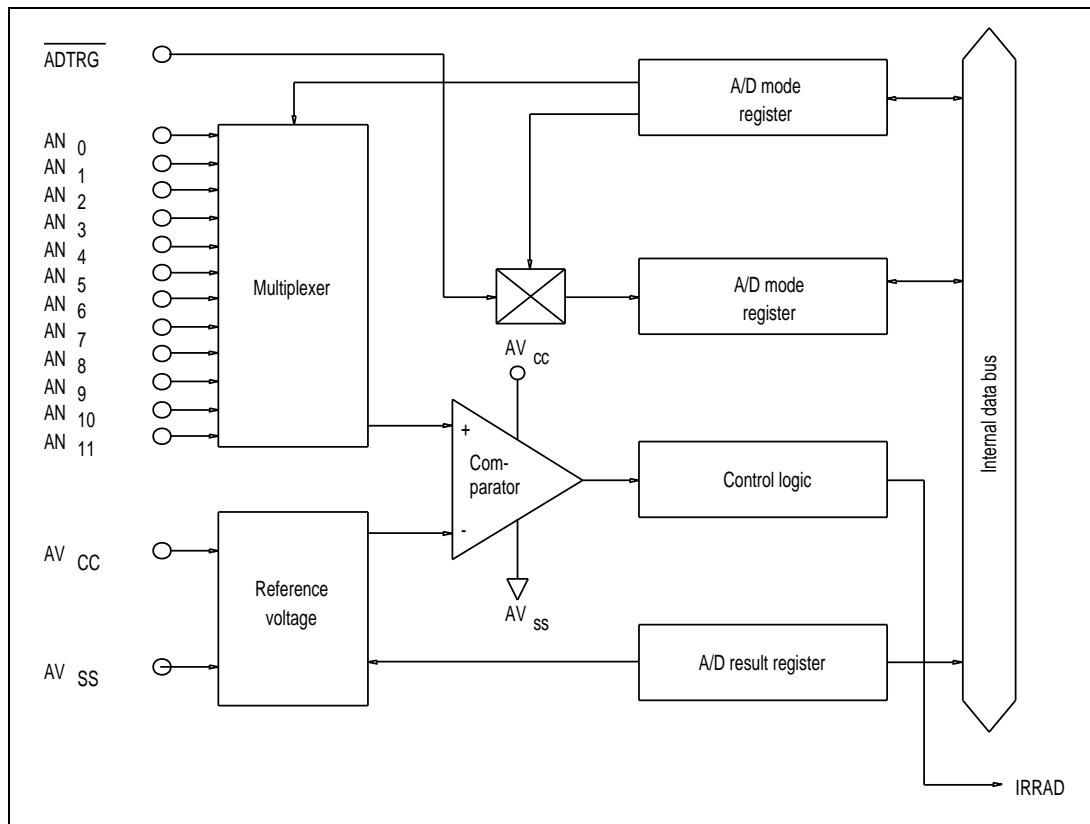 ADTRG
AN 0
AN 1
AN 2
AN 3
AN 4
AN 5
AN 6
AN 7
AN 8
AN 9
AN 10
AN 11
Multiplexer
A/D mode
register
A/D mode
register
AV cc
+
Com-
parator
-
AV ss
Control logic
AV CC
AV SS
Reference
voltage
A/D result register
Internal data bus
IRRAD